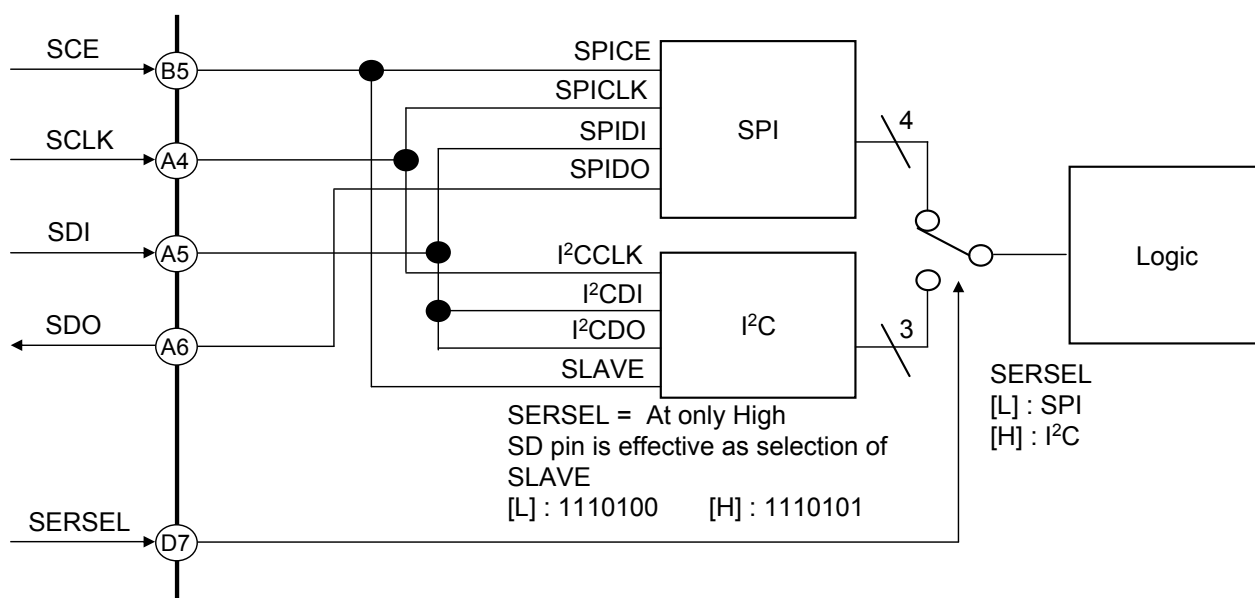 SCE
B5
SPICE
SPICLK
SCLK
A4
SPIDI
SPI
4
SPIDO
SDI
A5
I²CCLK
Logic
I²CDI
SDO
A6
I²CDO
I²C
3
SLAVE
SERSEL = At only High
SD pin is effective as selection of
SLAVE
[L] : 1110100 [H] : 1110101
SERSEL
[L] : SPI
[H] : I²C
SERSEL
D7